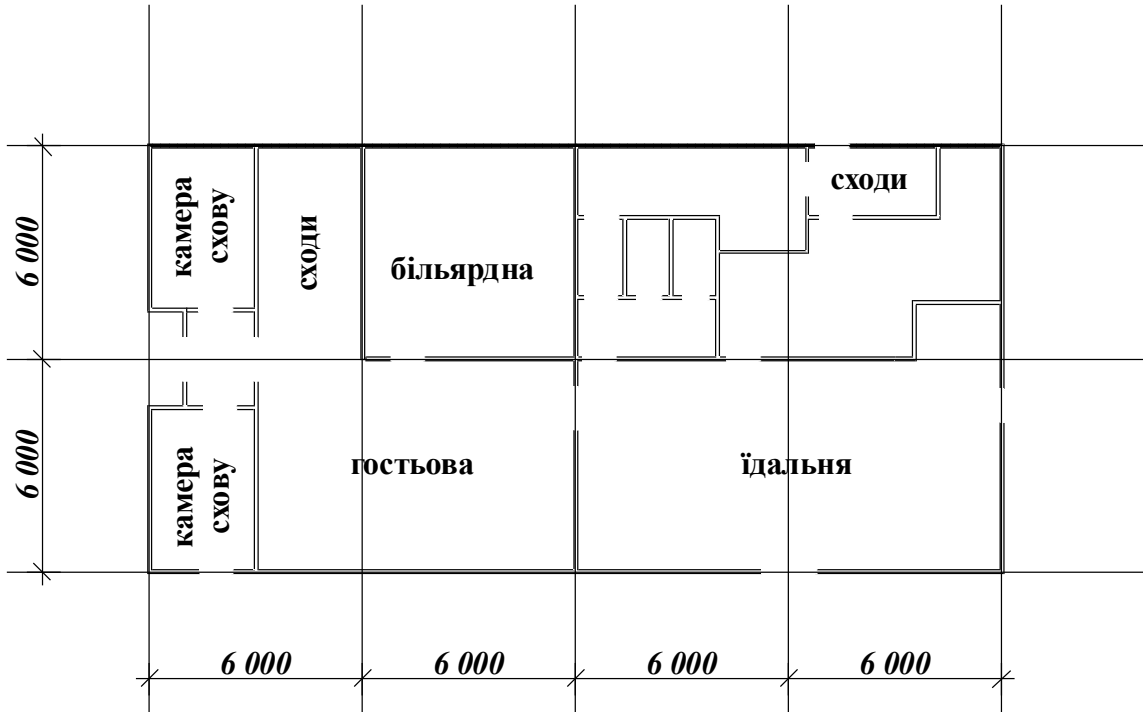 сходи
камера
схову
сходи
більярдна
6 000
6 000
камера
схову
гостьова
їдальня
6 000
6 000
6 000
6 000